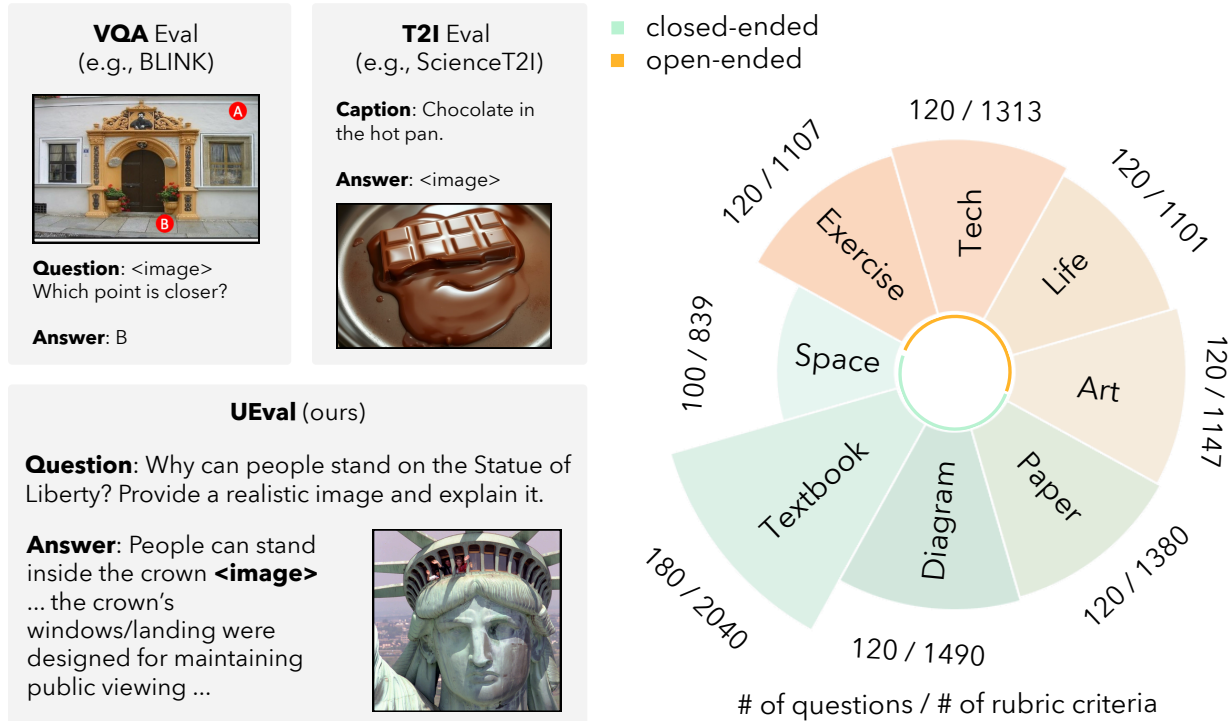 VQA Eval
(e.g., BLINK)
A
B
Question: <image>
Which point is closer?
Answer: B
T2I Eval
(e.g., ScienceT2I)
Caption: Chocolate in
the hot pan.
Answer: <image>
UEval (ours)
Question: Why can people stand on the Statue of
Liberty? Provide a realistic image and explain it.
Answer: People can stand
inside the crown <image>
... the crown's
windows/landing were
designed for maintaining
public viewing ...
closed-ended
open-ended
120 / 1313
Tech
120 / 1101
Life
120 / 1147
Art
120 / 1380
Paper
120 / 1490
Diagram
180 / 2040
Textbook
100 / 839
Space
120 / 1107
Exercise
# of questions / # of rubric criteria